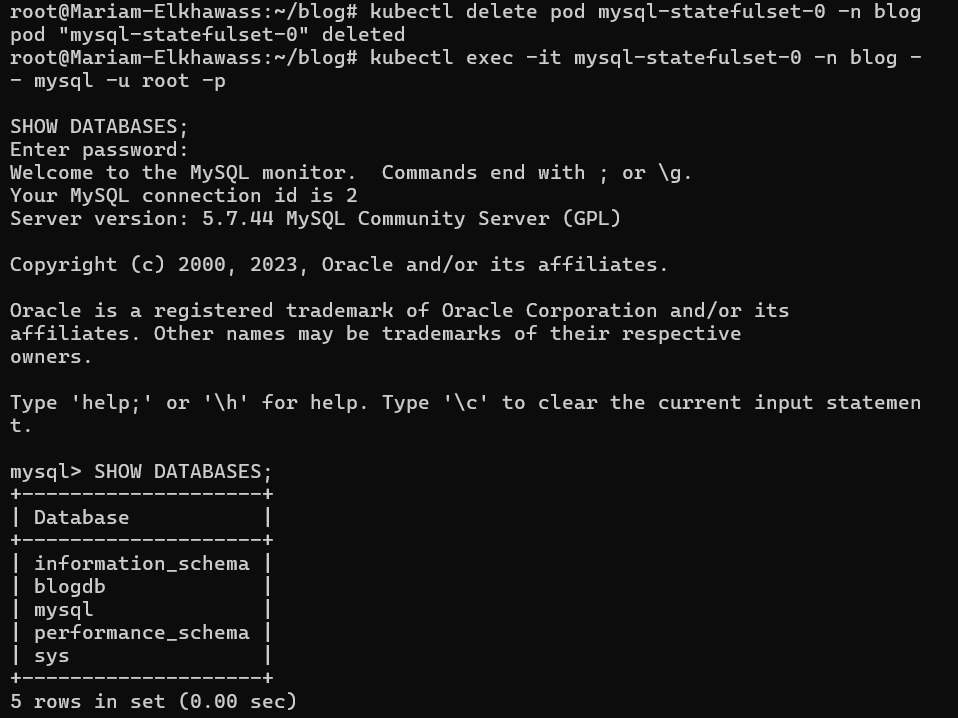 root@Mariam-Elkhawass:~/blog# kubectl delete pod mysql-statefulset-0 -n blog
pod "mysql-statefulset-0" deleted
root@Mariam-Elkhawass:~/blog# kubectl exec -it mysql-statefulset-0 -n blog -
- mysql -u root -p

SHOW DATABASES;
Enter password:
Welcome to the MySQL monitor.  Commands end with ; or \g.
Your MySQL connection id is 2
Server version: 5.7.44 MySQL Community Server (GPL)

Copyright (c) 2000, 2023, Oracle and/or its affiliates.

Oracle is a registered trademark of Oracle Corporation and/or its
affiliates. Other names may be trademarks of their respective
owners.

Type 'help;' or '\h' for help. Type '\c' to clear the current input statemen
t.

mysql> SHOW DATABASES;
+--------------------+
| Database           |
+--------------------+
| information_schema |
| blogdb             |
| mysql              |
| performance_schema |
| sys                |
+--------------------+
5 rows in set (0.00 sec)